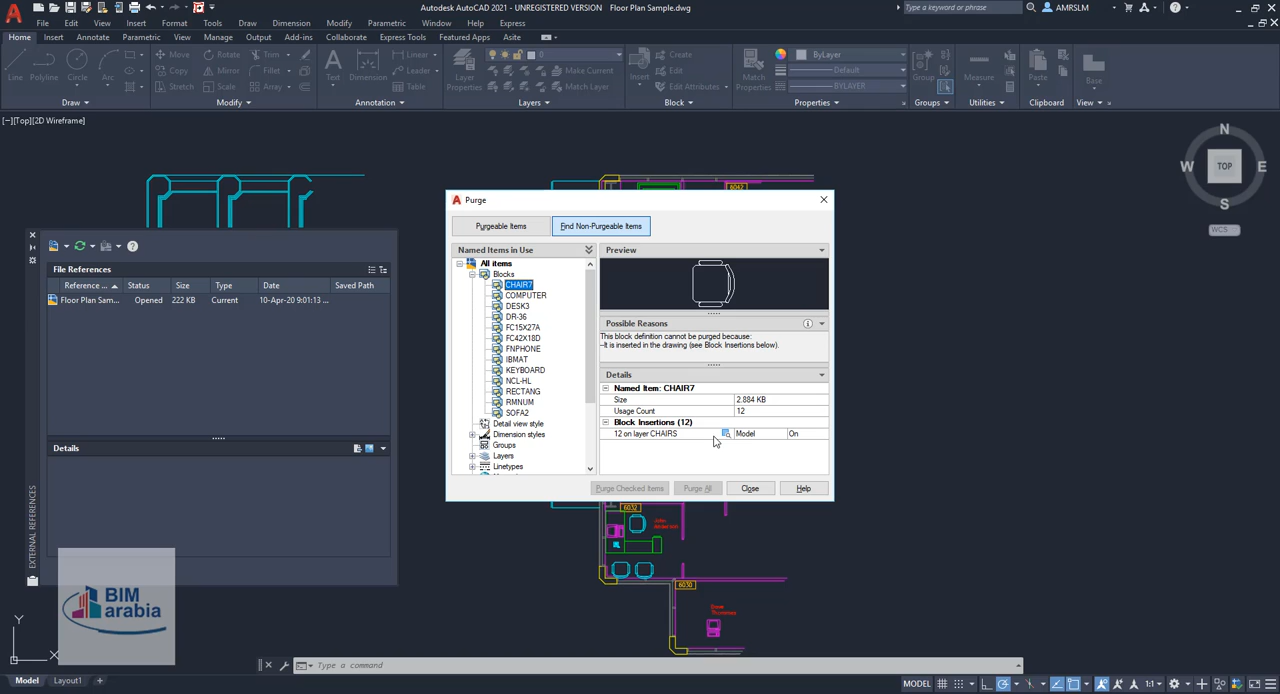 Autodesk AutoCAD 2021 - UNREGISTERED VERSION Floor Plan Sample.dwg
Type a keyword or phrase
AMRSLM
File Edit View Insert Format Tools Draw Dimension Modify Parametric Window Help Express
Home Insert Annotate Parametric View Manage Output Add-ins Collaborate Express Tools Featured Apps Asite
Line Polyline Circle Arc
Move Rotate Trim
Copy Mirror Fillet
Stretch Scale Array
Text Dimension
Linear
Leader
Table
Layer Properties
0
Make Current
Match Layer
Insert
Create
Edit
Edit Attributes
Match Properties
ByLayer
Default
BYLAYER
Group Measure Paste Base
Draw Modify Annotation Layers Block Properties Groups Utilities Clipboard View
[−][Top][2D Wireframe]
N
W TOP E
S
WCS
6042
File References
Reference ... Status Size Type Date Saved Path
Floor Plan Sam... Opened 222 KB Current 10-Apr-20 9:01:13 ...
Details
EXTERNAL REFERENCES
Purge
Purgeable Items Find Non-Purgeable Items
Named Items in Use
All items
Blocks
CHAIR7
COMPUTER
DESK3
DR-36
FC15X27A
FC42X18D
FNPHONE
IBMAT
KEYBOARD
NCL-HL
RECTANG
RMNUM
SOFA2
Detail view style
Dimension styles
Groups
Layers
Linetypes
Preview
Possible Reasons
This block definition cannot be purged because:
-It is inserted in the drawing (see Block Insertions below).
Details
Named Item: CHAIR7
Size 2.884 KB
Usage Count 12
Block Insertions (12)
12 on layer CHAIRS Model On
Purge Checked Items Purge All Close Help
6032
6030
BIM
arabia
Y
X
Type a command
Model Layout1 +
MODEL 1:1